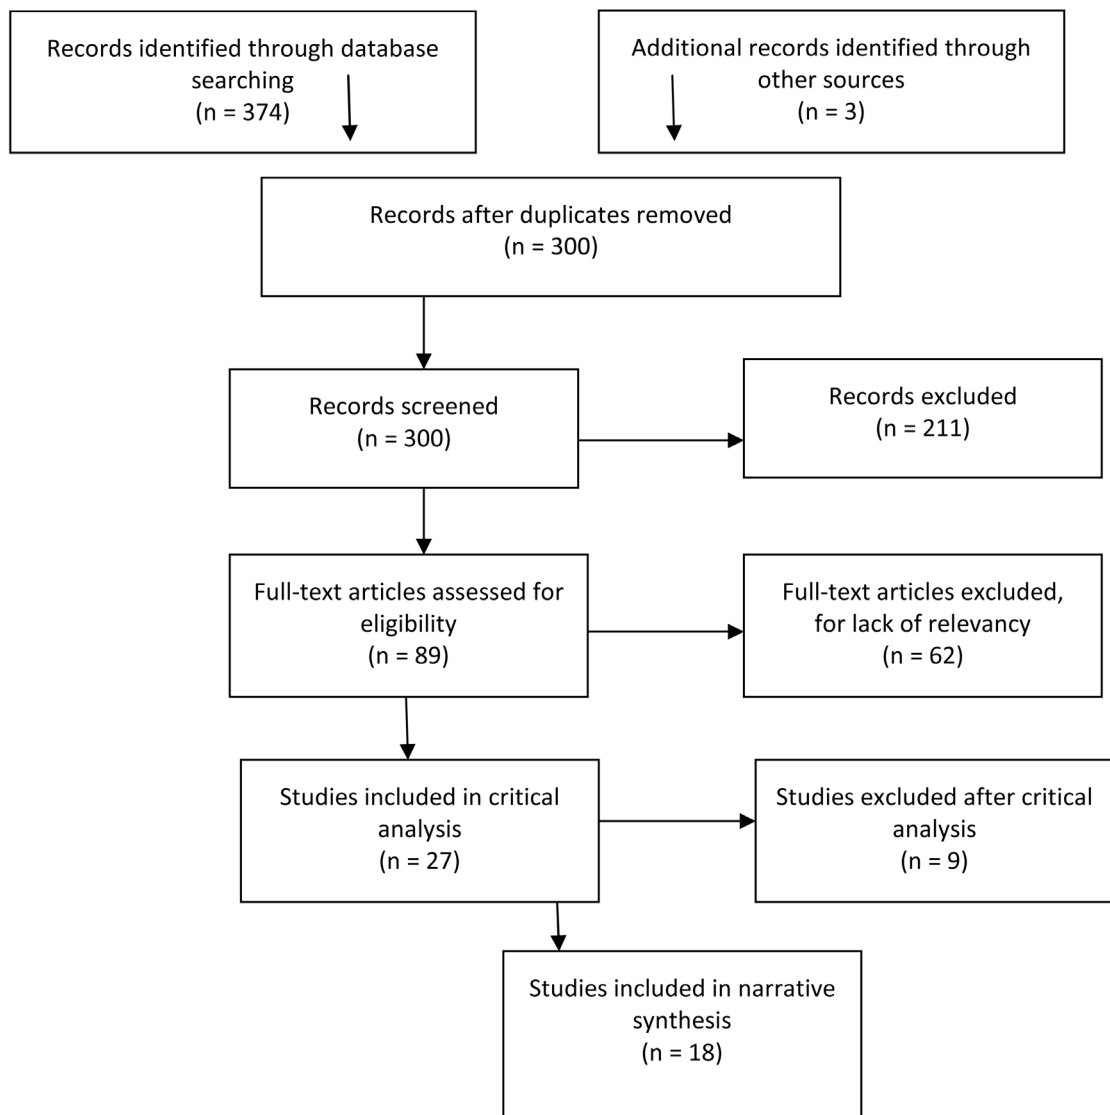 Records identified through database
searching
(n = 374)
Additional records identified through
other sources
(n = 3)
Records after duplicates removed
(n = 300)
Records screened
(n = 300)
Records excluded
(n = 211)
Full-text articles assessed for
eligibility
(n = 89)
Full-text articles excluded,
for lack of relevancy
(n = 62)
Studies included in critical
analysis
(n = 27)
Studies excluded after critical
analysis
(n = 9)
Studies included in narrative
synthesis
(n = 18)